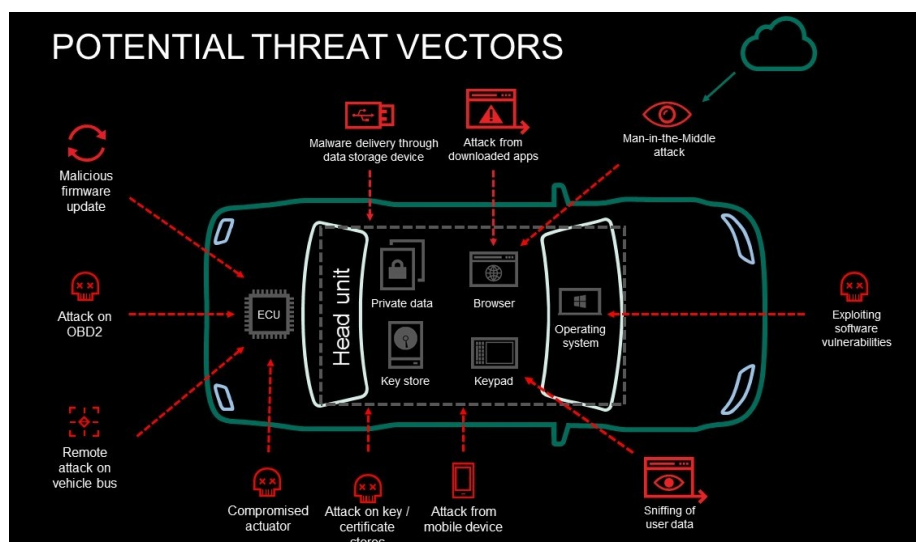 POTENTIAL THREAT VECTORS
Malware delivery through
data storage device
Attack from
downloaded apps
Man-in-the-Middle
attack
Malicious
firmware
update
Attack on
OBD2
Remote
attack on
vehicle bus
ECU
Head unit
Private data
Browser
Key store
Keypad
Operating
system
Exploiting
software
vulnerabilities
Compromised
actuator
Attack on key /
certificate
stores
Attack from
mobile device
Sniffing of
user data